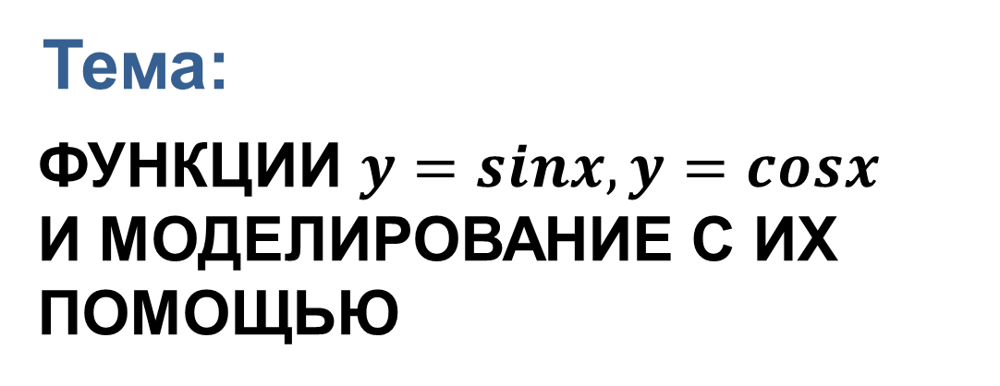 Тема:
ФУНКЦИИ y = sinx, y = cosx
И МОДЕЛИРОВАНИЕ С ИХ
ПОМОЩЬЮ